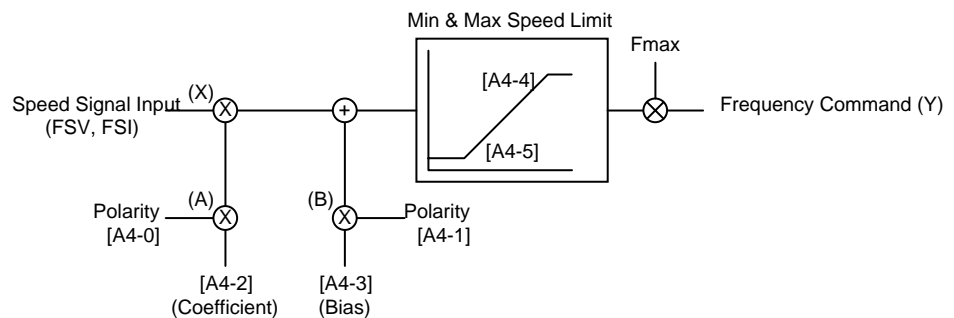 Min & Max Speed Limit
Fmax
Speed Signal Input
(FSV, FSI)
(X)
X
+
[A4-4]
[A4-5]
Frequency Command (Y)
Polarity
[A4-0]
(A)
X
(B)
X
Polarity
[A4-1]
[A4-2]
(Coefficient)
[A4-3]
(Bias)